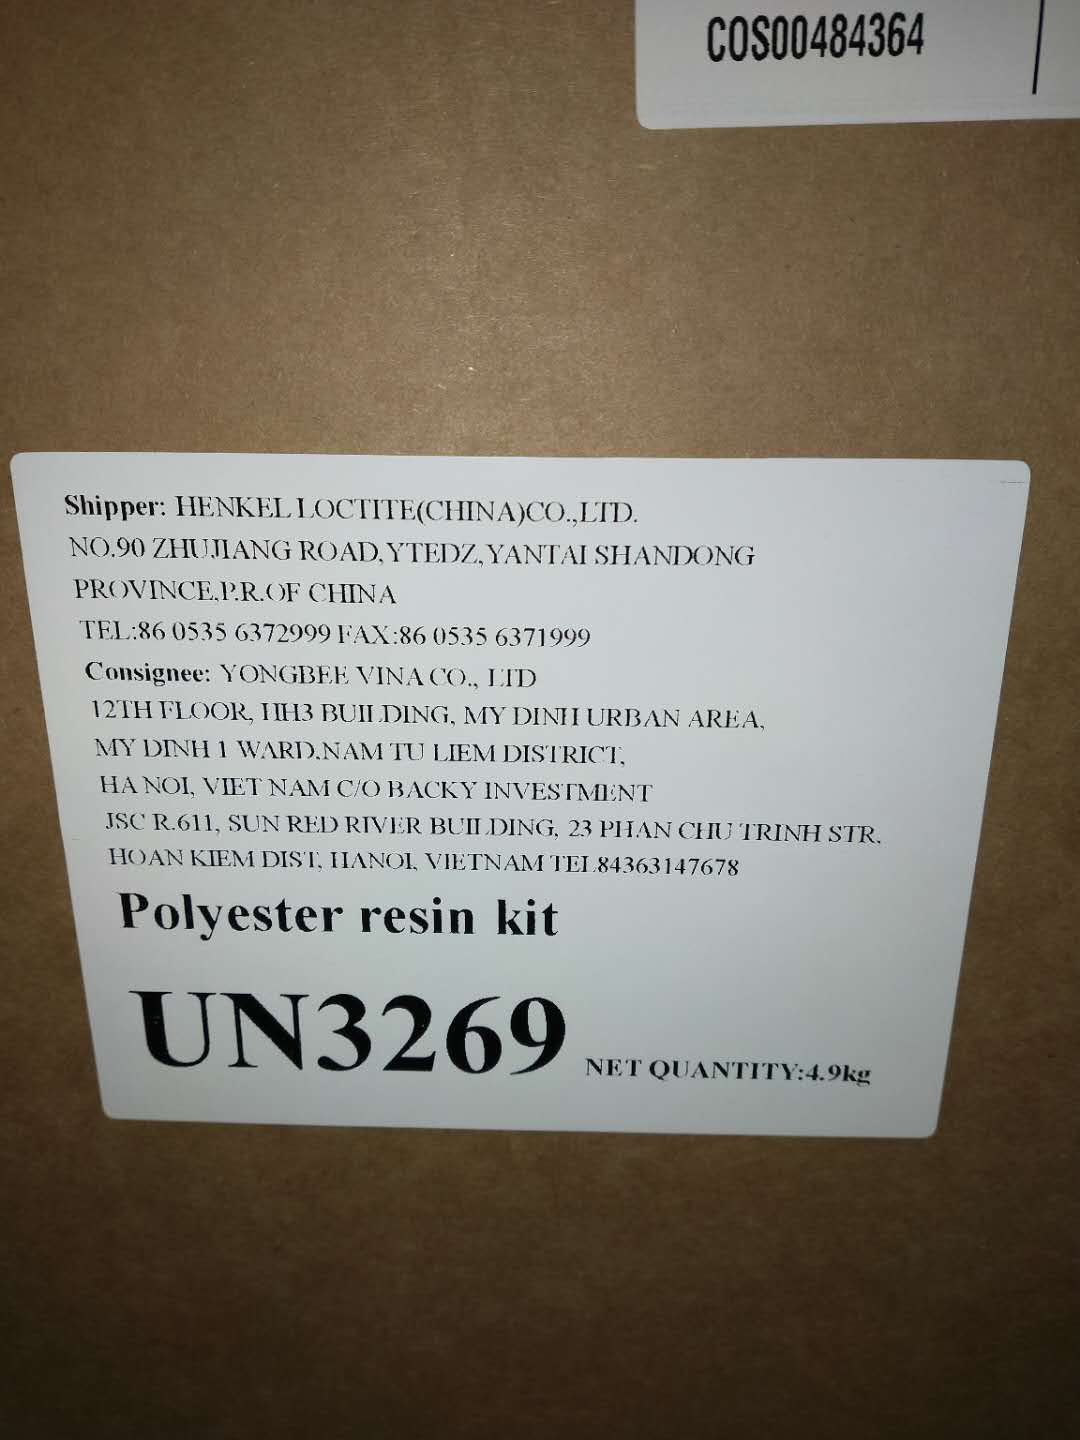 COS00484364
Shipper: HENKEL LOCTITE(CHINA)CO.,LTD.
NO.90 ZHUJIANG ROAD,YTEDZ,YANTAI SHANDONG
PROVINCE,P.R.OF CHINA
TEL:86 0535 6372999 FAX:86 0535 6371999
Consignee: YONGBEE VINA CO., LTD
12TH FLOOR, HH3 BUILDING, MY DINH URBAN AREA,
MY DINH 1 WARD,NAM TU LIEM DISTRICT,
HA NOI, VIET NAM C/O BACKY INVESTMENT
JSC R.611, SUN RED RIVER BUILDING, 23 PHAN CHU TRINH STR.
HOAN KIEM DIST, HANOI, VIETNAM TEL84363147678
Polyester resin kit
UN3269 NET QUANTITY:4.9kg